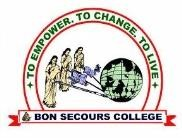 TO EMPOWER. TO CHANGE. TO LIVE
BON SECOURS COLLEGE